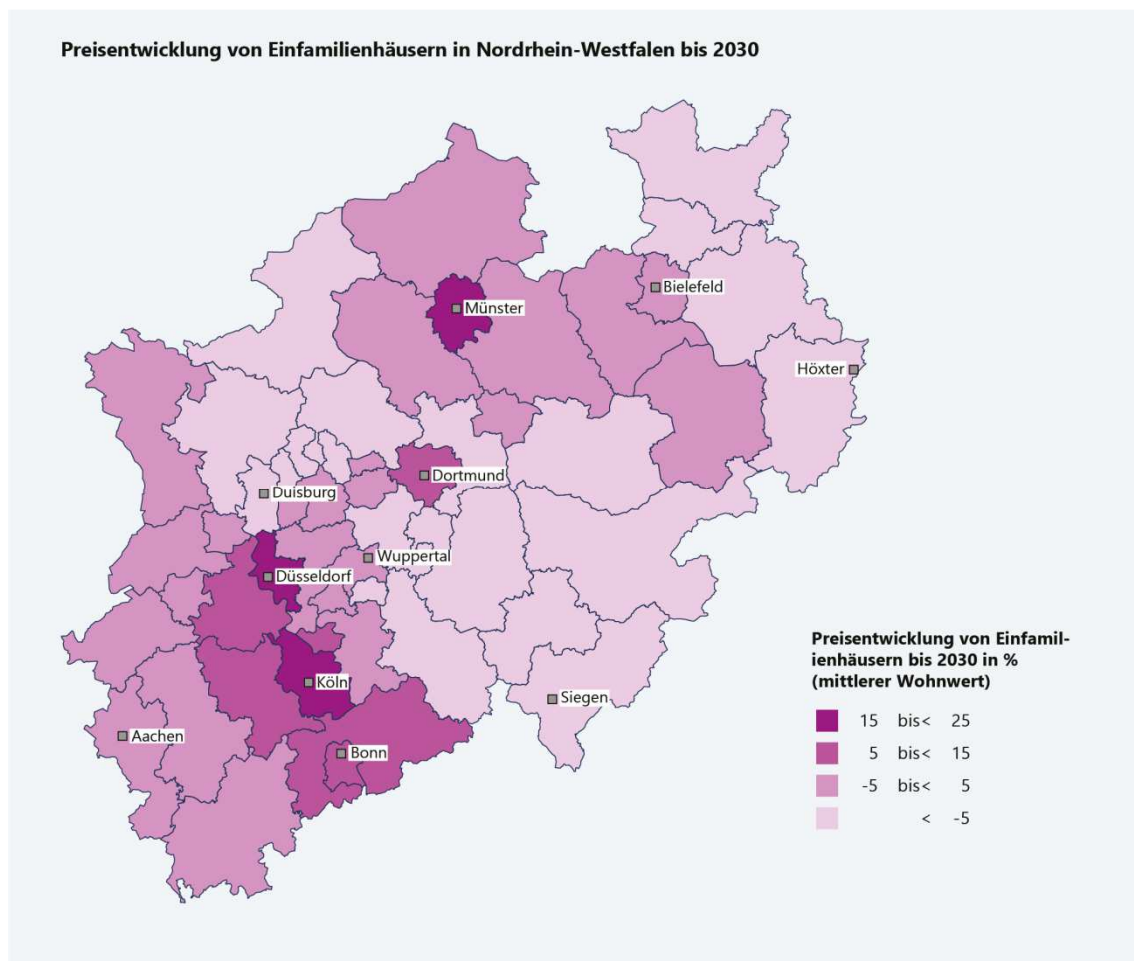 Preisentwicklung von Einfamilienhäusern in Nordrhein-Westfalen bis 2030
Bielefeld
Münster
Höxter
Dortmund
Duisburg
Wuppertal
Düsseldorf
Köln
Siegen
Aachen
Bonn
Preisentwicklung von Einfamil-
ienhäusern bis 2030 in %
(mittlerer Wohnwert)
15 bis< 25
5 bis< 15
-5 bis< 5
< -5